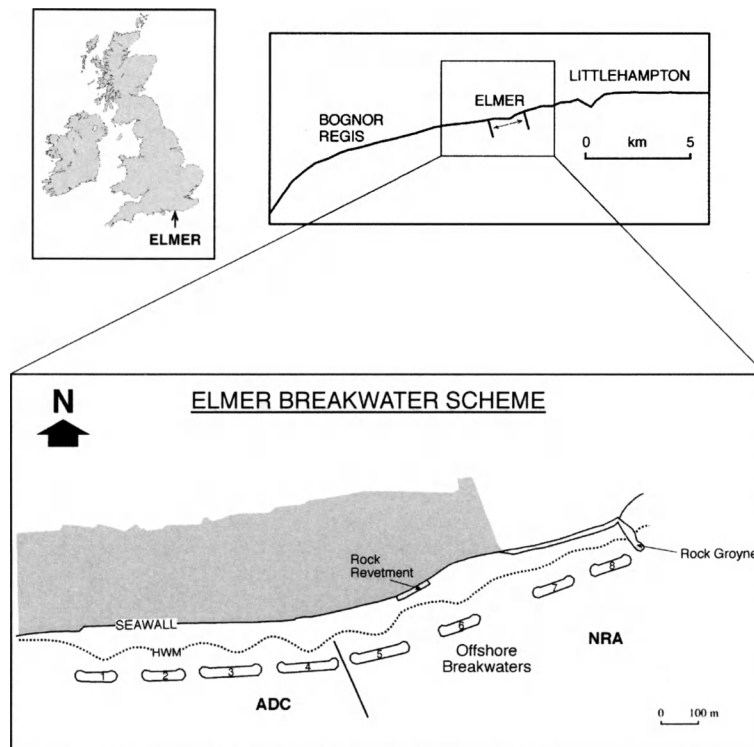 ELMER
BOGNOR
REGIS
ELMER
LITTLEHAMPTON
0 km 5
N
ELMER BREAKWATER SCHEME
Rock
Revetment
Rock Groyne
SEAWALL
HWM
1
2
3
4
5
6
7
8
Offshore
Breakwaters
NRA
ADC
0 100 m